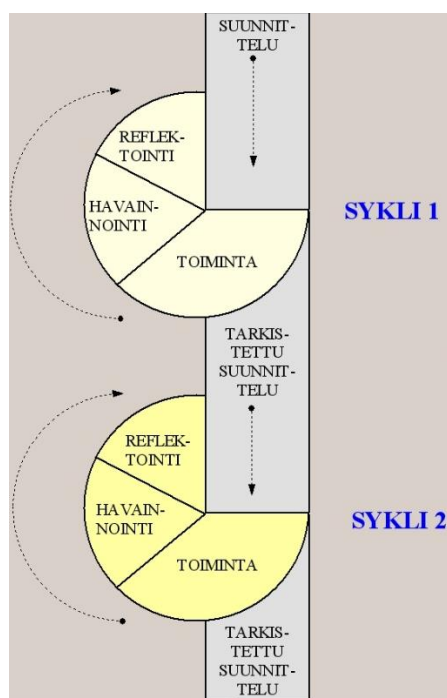 SUUNNIT-
TELU
REFLEK-
TOINTI
HAVAIN-
NOINTI
TOIMINTA
SYKLI 1
TARKIS-
TETTU
SUUNNIT-
TELU
REFLEK-
TOINTI
HAVAIN-
NOINTI
TOIMINTA
SYKLI 2
TARKIS-
TETTU
SUUNNIT-
TELU